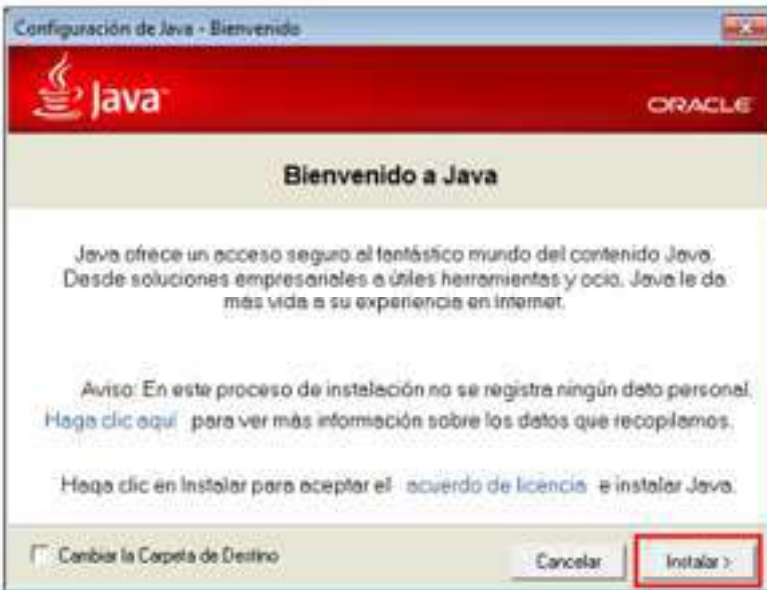 Configuración de Java - Bienvenido
Java
ORACLE
Bienvenido a Java
Java ofrece un acceso seguro al fantástico mundo del contenido Java.
Desde soluciones empresariales a útiles herramientas y ocio, Java le da
más vida a su experiencia en Internet.
Aviso: En este proceso de instalación no se registra ningún dato personal.
Haga clic aquí para ver más información sobre los datos que recopilamos.
Haga clic en Instalar para aceptar el acuerdo de licencia e instalar Java.
Cambiar la Carpeta de Destino
Cancelar
Instalar >